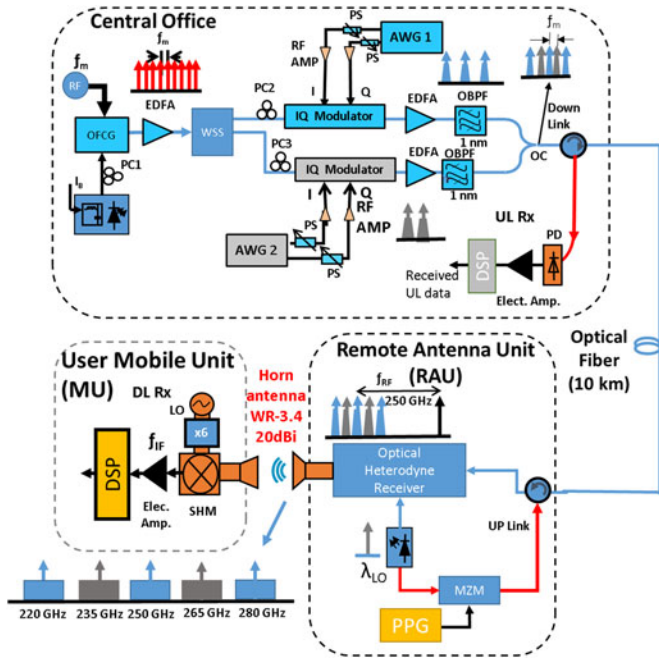 Central Office
PS
AWG 1
RF
AMP
PS
fm
fm
RF
EDFA
PC2
I
Q
EDFA
OBPF
fm
OFCG
WSS
IQ Modulator
1 nm
Down
Link
PC3
EDFA
OBPF
OC
IQ Modulator
1 nm
PC1
I
Q
RF
AMP
IB
PS
UL Rx
PD
AWG 2
PS
DSP
Received
UL data
Elect. Amp.
Optical
Fiber
(10 km)
User Mobile Unit
(MU)
DL Rx
LO
x6
fIF
DSP
Elec.
Amp.
SHM
Horn
antenna
WR-3.4
20dBi
Remote Antenna Unit
(RAU)
fRF
250 GHz
Optical
Heterodyne
Receiver
UP Link
λLO
MZM
PPG
220 GHz
235 GHz
250 GHz
265 GHz
280 GHz